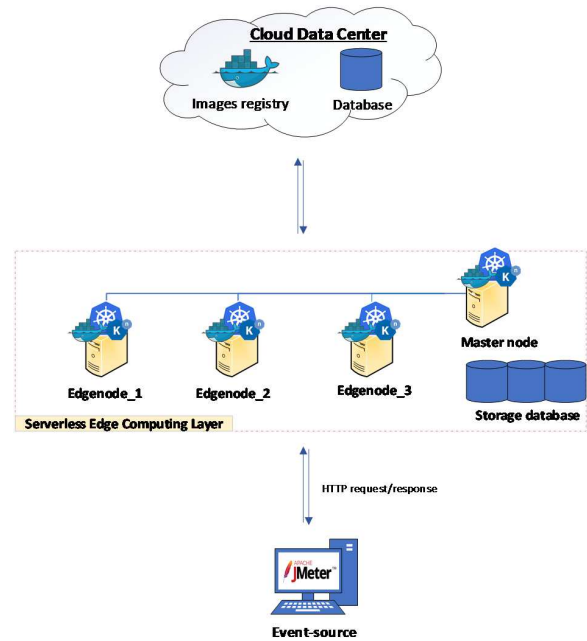 Cloud Data Center
Images registry
Database
Master node
Edgenode_1
Edgenode_2
Edgenode_3
Storage database
Serverless Edge Computing Layer
HTTP request/response
APACHE
JMeter™
Event-source
K
n
K
n
K
n
K
n